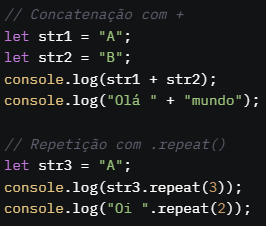 // Concatenação com +
let str1 = "A";
let str2 = "B";
console.log(str1 + str2);
console.log("Olá " + "mundo");
// Repetição com .repeat()
let str3 = "A";
console.log(str3.repeat(3));
console.log("Oi ".repeat(2));